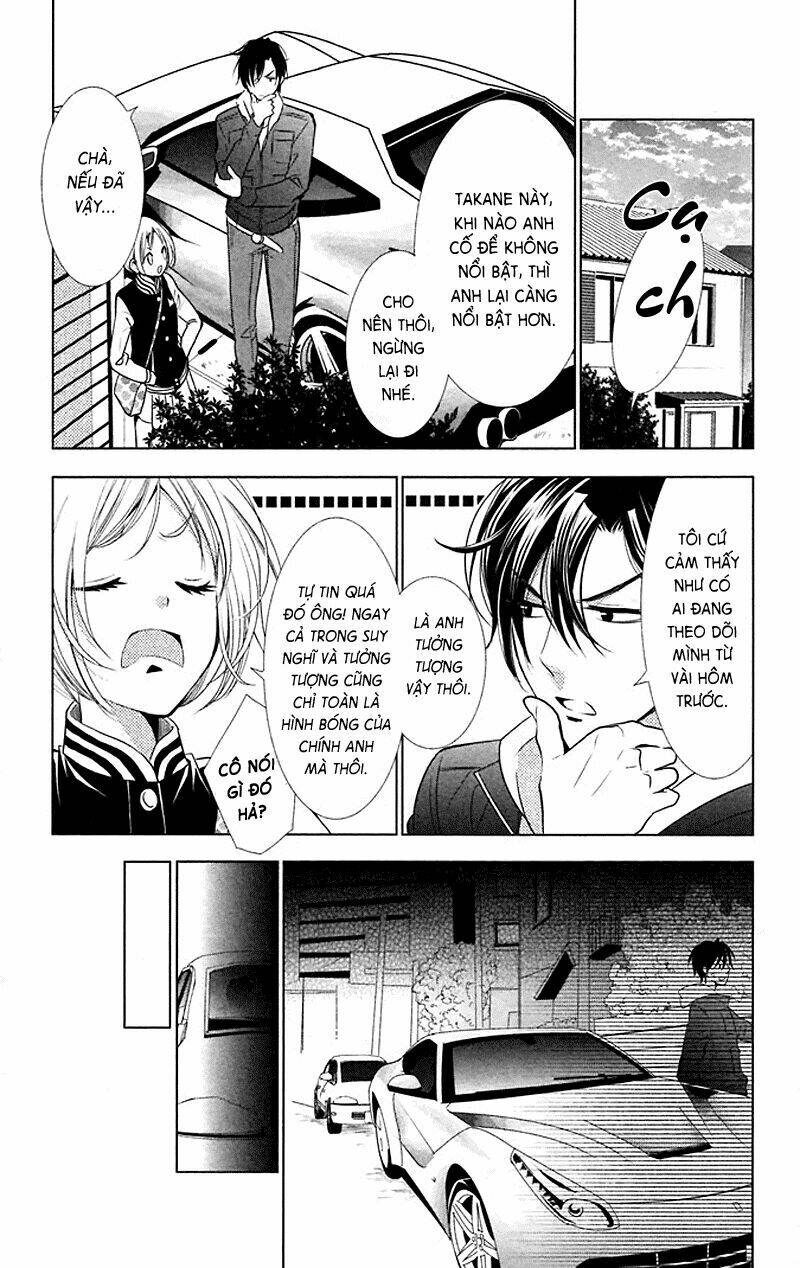 Cạ
ch
TAKANE NÀY,
KHI NÀO ANH
CỐ ĐỂ KHÔNG
NỔI BẬT, THÌ
ANH LẠI CÀNG
NỔI BẬT HƠN.
CHO
NÊN THÔI,
NGỪNG
LẠI ĐI
NHÉ.
CHÀ,
NẾU ĐÃ
VẬY...
TÔI CỨ
CẢM THẤY
NHƯ CÓ
AI ĐANG
THEO DÕI
MÌNH TỪ
VÀI HÔM
TRƯỚC.
LÀ ANH
TƯỞNG
TƯỢNG
VẬY THÔI.
TỰ TIN QUÁ
ĐÓ ÔNG! NGAY
CẢ TRONG SUY
NGHĨ VÀ TƯỞNG
TƯỢNG CŨNG
CHỈ TOÀN LÀ
HÌNH BÓNG CỦA
CHÍNH ANH
MÀ THÔI.
CÔ NÓI
GÌ ĐÓ
HẢ?